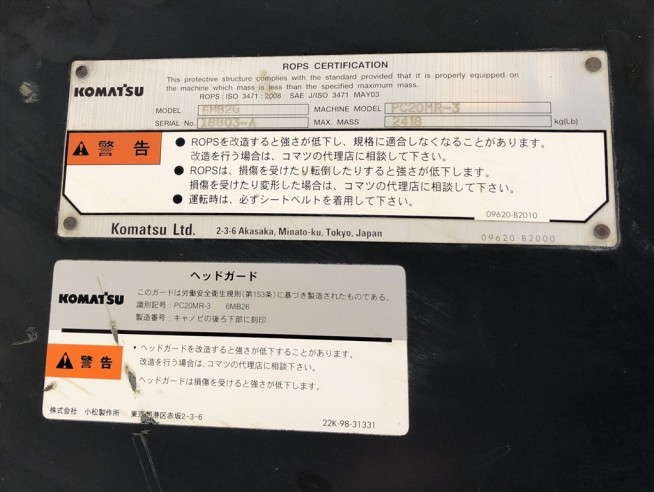 ROPS CERTIFICATION
KOMATSU
This protective structure complies with the standard provided that it is properly equipped on
the machine which mass is less than the specified maximum mass.
ROPS : ISO 3471 : 2008 SAE J/ISO 3471 MAY03
MODEL 6MB26 MACHINE MODEL PC20MR-3
SERIAL No. 18803-A MAX. MASS 2418 kg(Lb)
警告
● ROPSを改造すると強さが低下し、規格に適合しなくなることがあります。
改造を行う場合は、コマツの代理店に相談して下さい。
● ROPSは、損傷を受けたり転倒したりすると強さが低下します。
損傷を受けたり変形した場合は、コマツの代理店に相談して下さい。
● 運転時は、必ずシートベルトを着用して下さい。
09620-B2010
Komatsu Ltd. 2-3-6 Akasaka, Minato-ku, Tokyo, Japan
09620-B2000
ヘッドガード
KOMATSU
このガードは労働安全衛生規則(第153条)に基づき製造されたものである。
識別記号:PC20MR-3 6MB26
製造番号:キャノピの後ろ下部に刻印
警告
・ヘッドガードを改造すると強さが低下することがあります。
改造を行う場合は、コマツの代理店に相談して下さい。
・ヘッドガードは損傷を受けると強さが低下します。
株式会社 小松製作所 東京都港区赤坂2-3-6
22K-98-31331